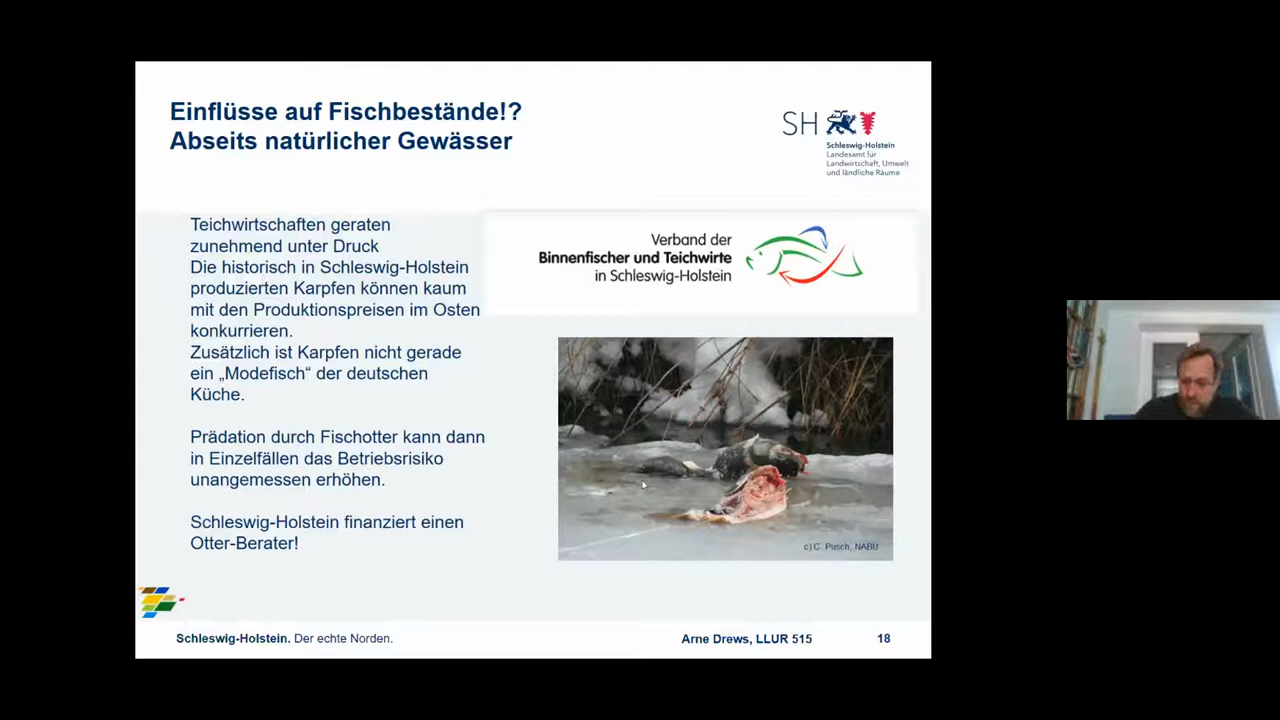 Einflüsse auf Fischbestände!?
Abseits natürlicher Gewässer
SH
Schleswig-Holstein
Landesamt für
Landwirtschaft, Umwelt
und ländliche Räume
Teichwirtschaften geraten
zunehmend unter Druck
Die historisch in Schleswig-Holstein
produzierten Karpfen können kaum
mit den Produktionspreisen im Osten
konkurrieren.
Zusätzlich ist Karpfen nicht gerade
ein „Modefisch“ der deutschen
Küche.
Prädation durch Fischotter kann dann
in Einzelfällen das Betriebsrisiko
unangemessen erhöhen.
Schleswig-Holstein finanziert einen
Otter-Berater!
Verband der
Binnenfischer und Teichwirte
in Schleswig-Holstein
c) C. Pusch, NABU
Schleswig-Holstein. Der echte Norden.
Arne Drews, LLUR 515
18